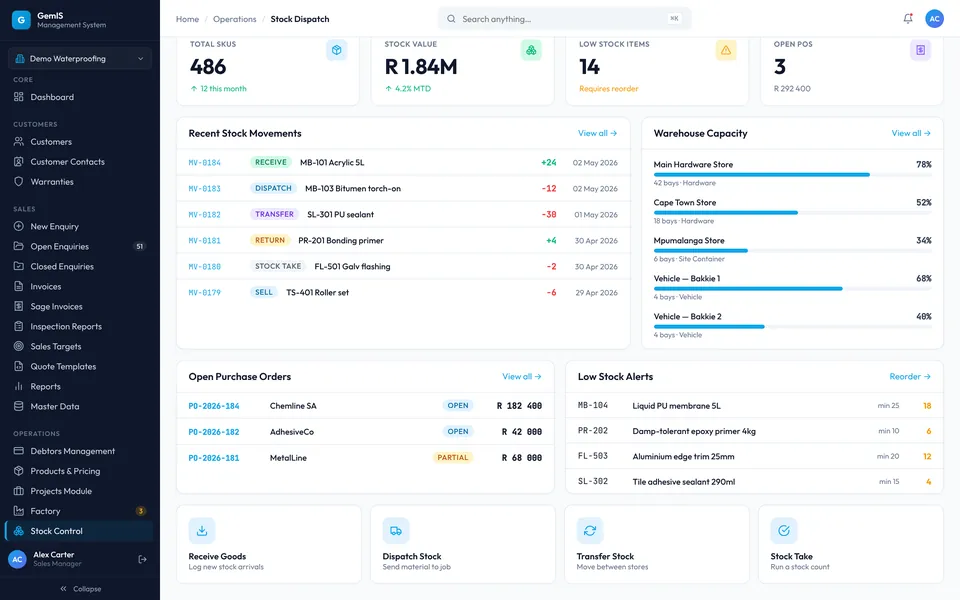 G
GemIS
Management System
Demo Waterproofing
CORE
Dashboard
CUSTOMERS
Customers
Customer Contacts
Warranties
SALES
New Enquiry
Open Enquiries 51
Closed Enquiries
Invoices
Sage Invoices
Inspection Reports
Sales Targets
Quote Templates
Reports
Master Data
OPERATIONS
Debtors Management
Products & Pricing
Projects Module
Factory 3
Stock Control
AC
Alex Carter
Sales Manager
« Collapse
Home / Operations / Stock Dispatch
Search anything...
⌘K
AC
TOTAL SKUS
486
↑ 12 this month
STOCK VALUE
R 1.84M
↑ 4.2% MTD
LOW STOCK ITEMS
14
Requires reorder
OPEN POS
3
R 292 400
Recent Stock Movements View all →
MV-0184 RECEIVE MB-101 Acrylic 5L +24 02 May 2026
MV-0183 DISPATCH MB-103 Bitumen torch-on -12 02 May 2026
MV-0182 TRANSFER SL-301 PU sealant -30 01 May 2026
MV-0181 RETURN PR-201 Bonding primer +4 30 Apr 2026
MV-0180 STOCK TAKE FL-501 Galv flashing -2 30 Apr 2026
MV-0179 SELL TS-401 Roller set -6 29 Apr 2026
Warehouse Capacity View all →
Main Hardware Store 78%
42 bays · Hardware
Cape Town Store 52%
18 bays · Hardware
Mpumalanga Store 34%
6 bays · Site Container
Vehicle — Bakkie 1 68%
4 bays · Vehicle
Vehicle — Bakkie 2 40%
4 bays · Vehicle
Open Purchase Orders View all →
PO-2026-184 Chemline SA OPEN R 182 400
PO-2026-182 AdhesiveCo OPEN R 42 000
PO-2026-181 MetalLine PARTIAL R 68 000
Low Stock Alerts Reorder →
MB-104 Liquid PU membrane 5L min 25 18
PR-202 Damp-tolerant epoxy primer 4kg min 10 6
FL-503 Aluminium edge trim 25mm min 20 12
SL-302 Tile adhesive sealant 290ml min 15 4
Receive Goods
Log new stock arrivals
Dispatch Stock
Send material to job
Transfer Stock
Move between stores
Stock Take
Run a stock count